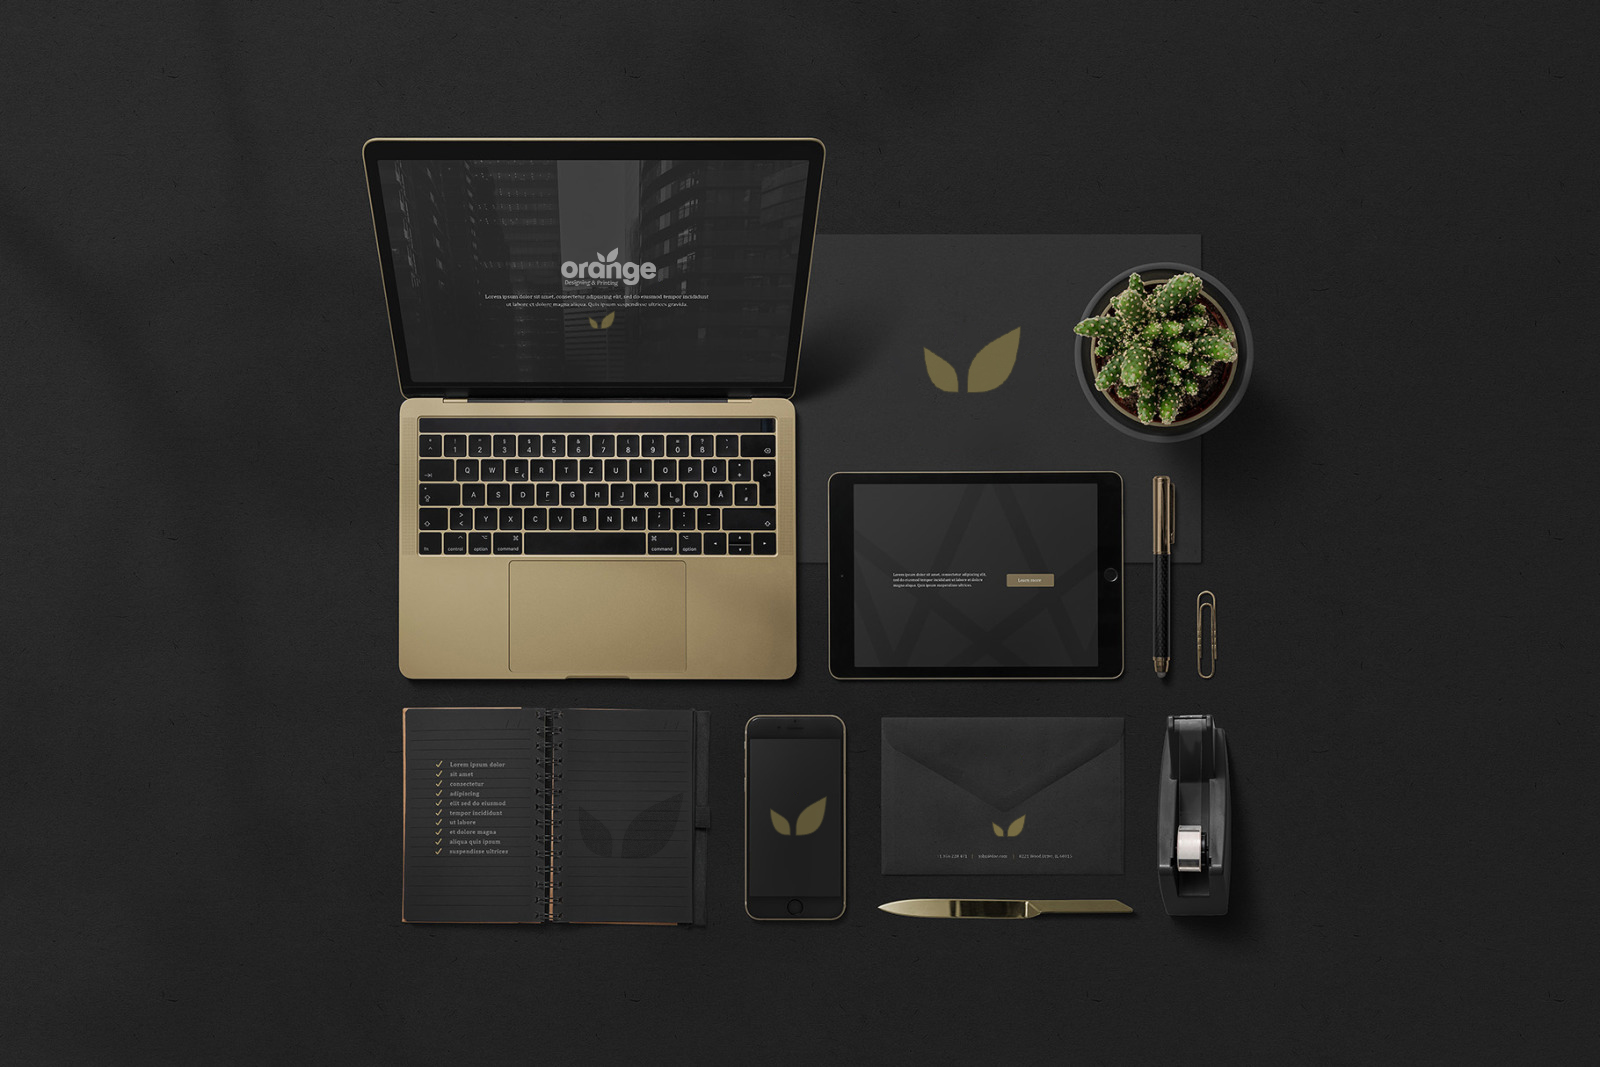 orange
Designing & Printing
Lorem ipsum dolor sit amet, consectetur adipiscing elit, sed do eiusmod tempor incididunt
ut labore et dolore magna aliqua. Quis ipsum suspendisse ultrices gravida.
Q W E R T Z U I O P Ü
A S D F G H J K L Ö Ä
Y X C V B N M
fn control option command command option
Lorem ipsum dolor sit amet, consectetur adipiscing elit,
sed do eiusmod tempor incididunt ut labore et dolore
magna aliqua. Quis ipsum suspendisse ultrices
Learn more
Lorem ipsum dolor
sit amet
consectetur
adipiscing
elit sed do eiusmod
tempor incididunt
ut labore
et dolore magna
aliqua quis ipsum
suspendisse ultrices